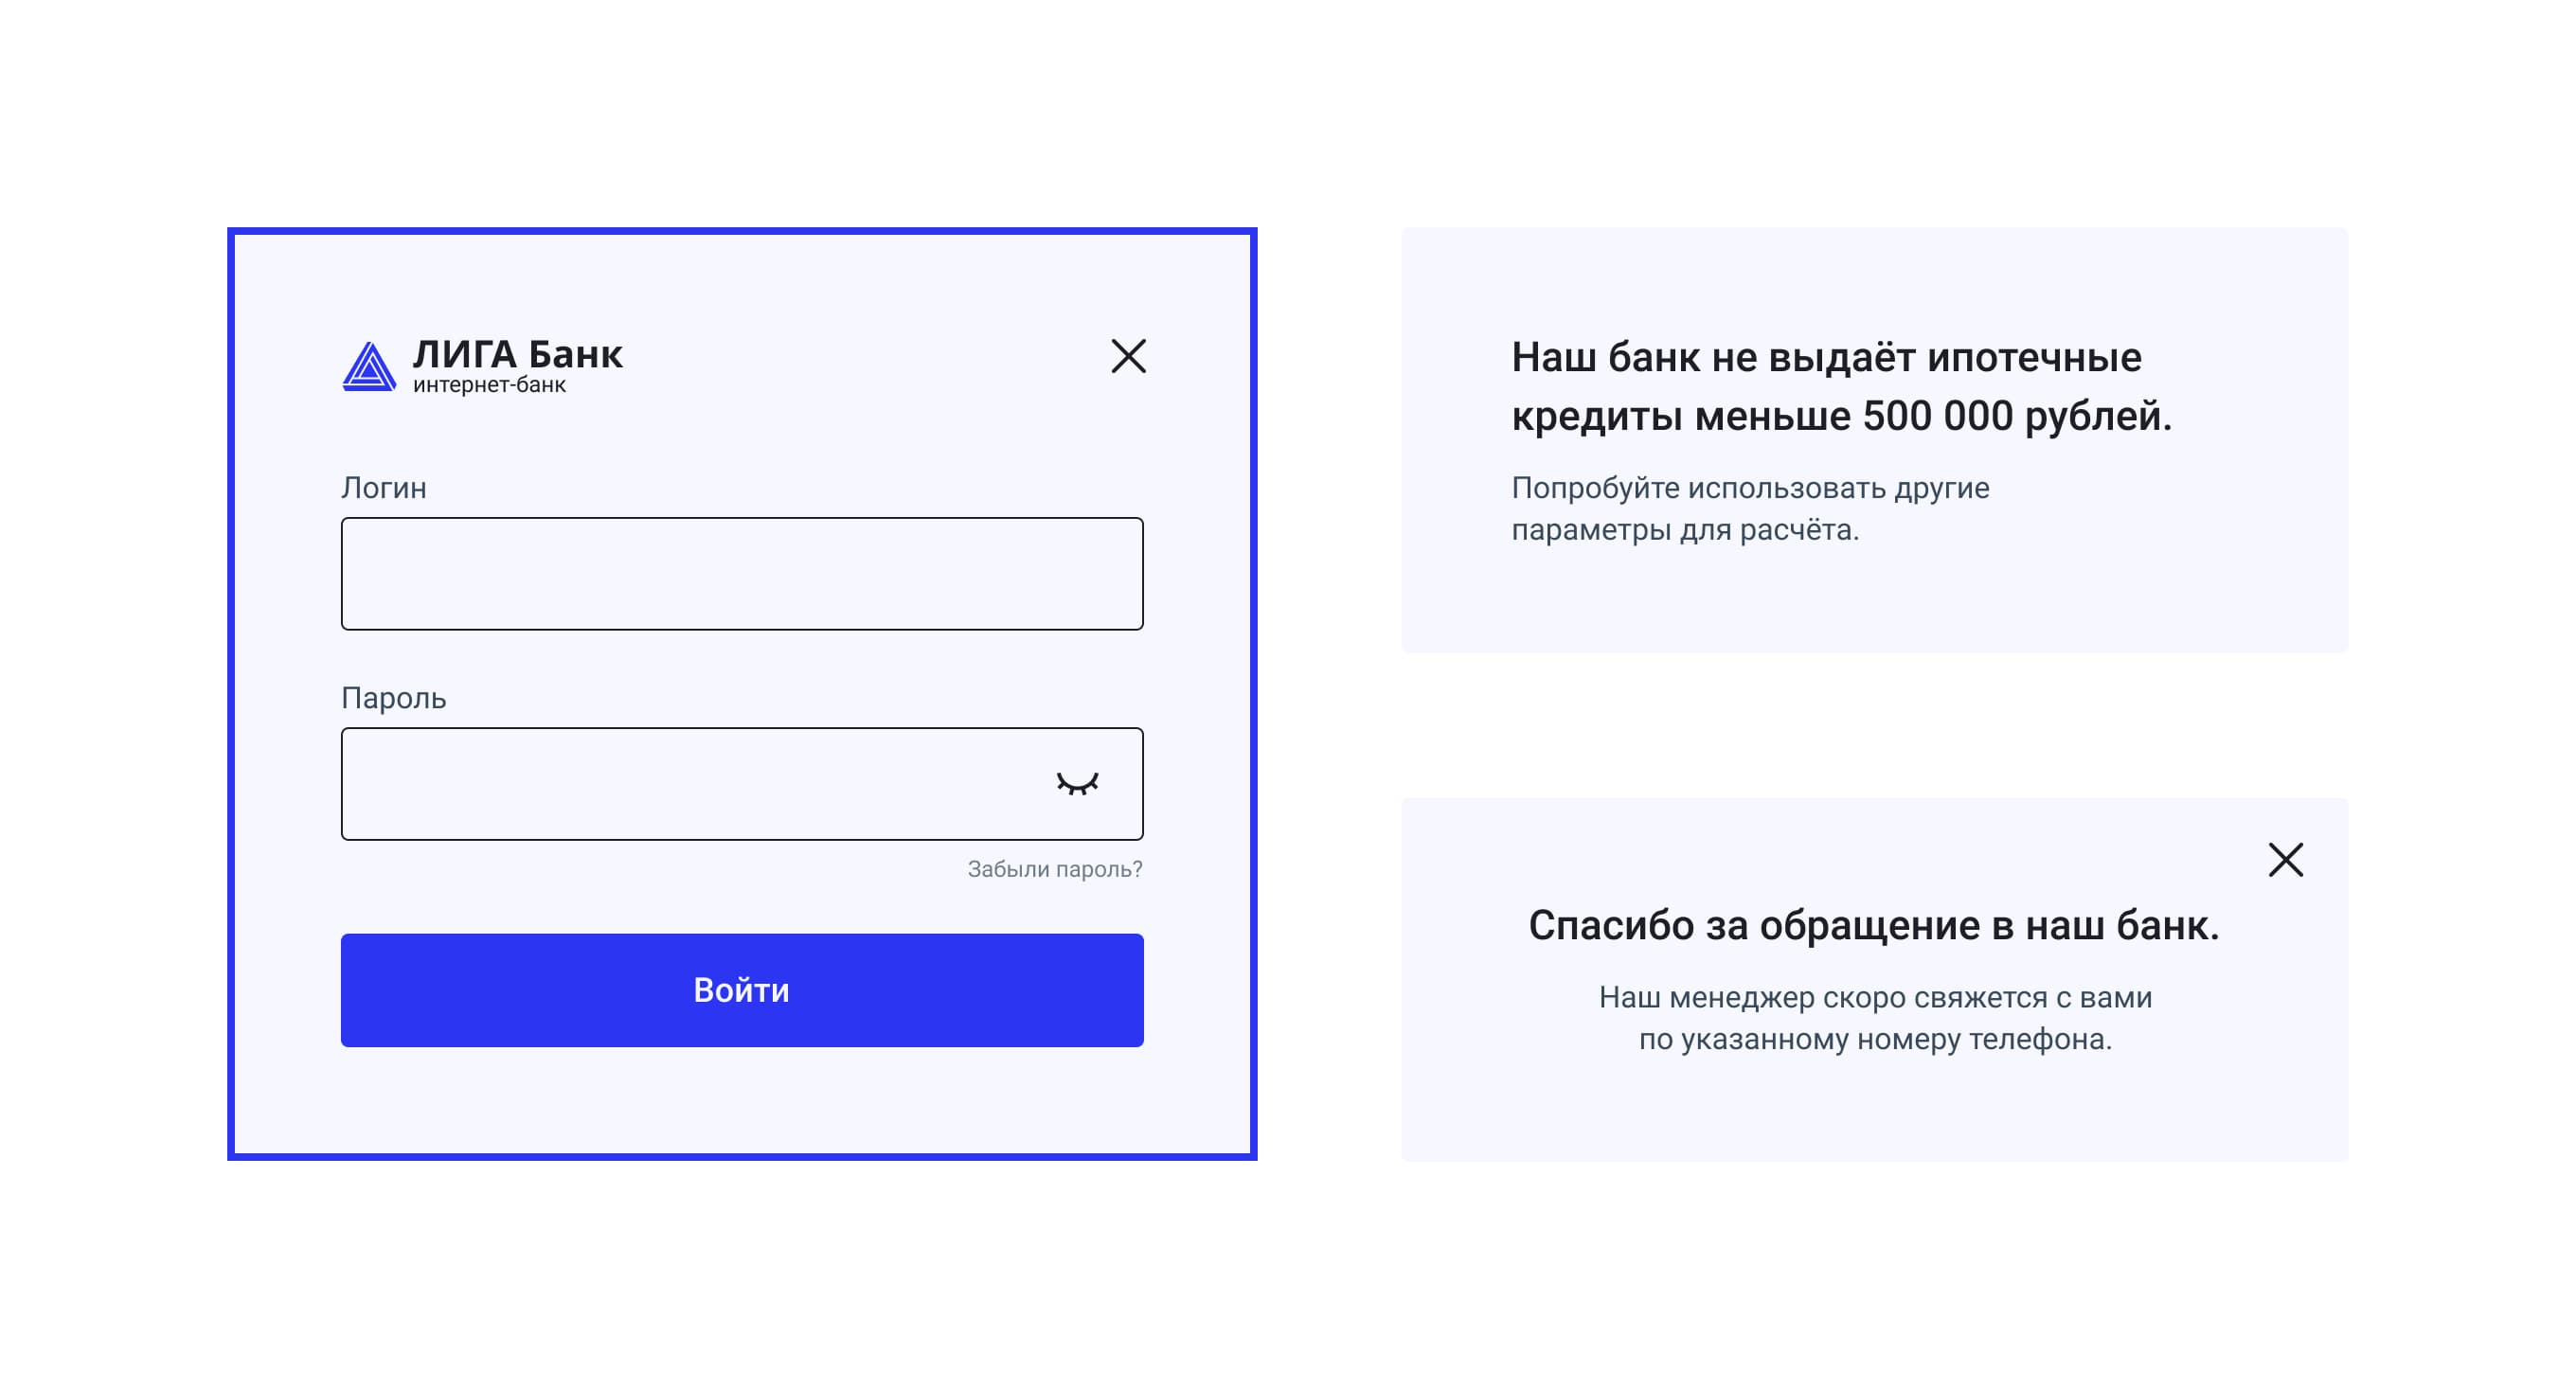 ЛИГА Банк
интернет-банк
Логин
Пароль
Забыли пароль?
Войти
Наш банк не выдаёт ипотечные
кредиты меньше 500 000 рублей.
Попробуйте использовать другие
параметры для расчёта.
Спасибо за обращение в наш банк.
Наш менеджер скоро свяжется с вами
по указанному номеру телефона.